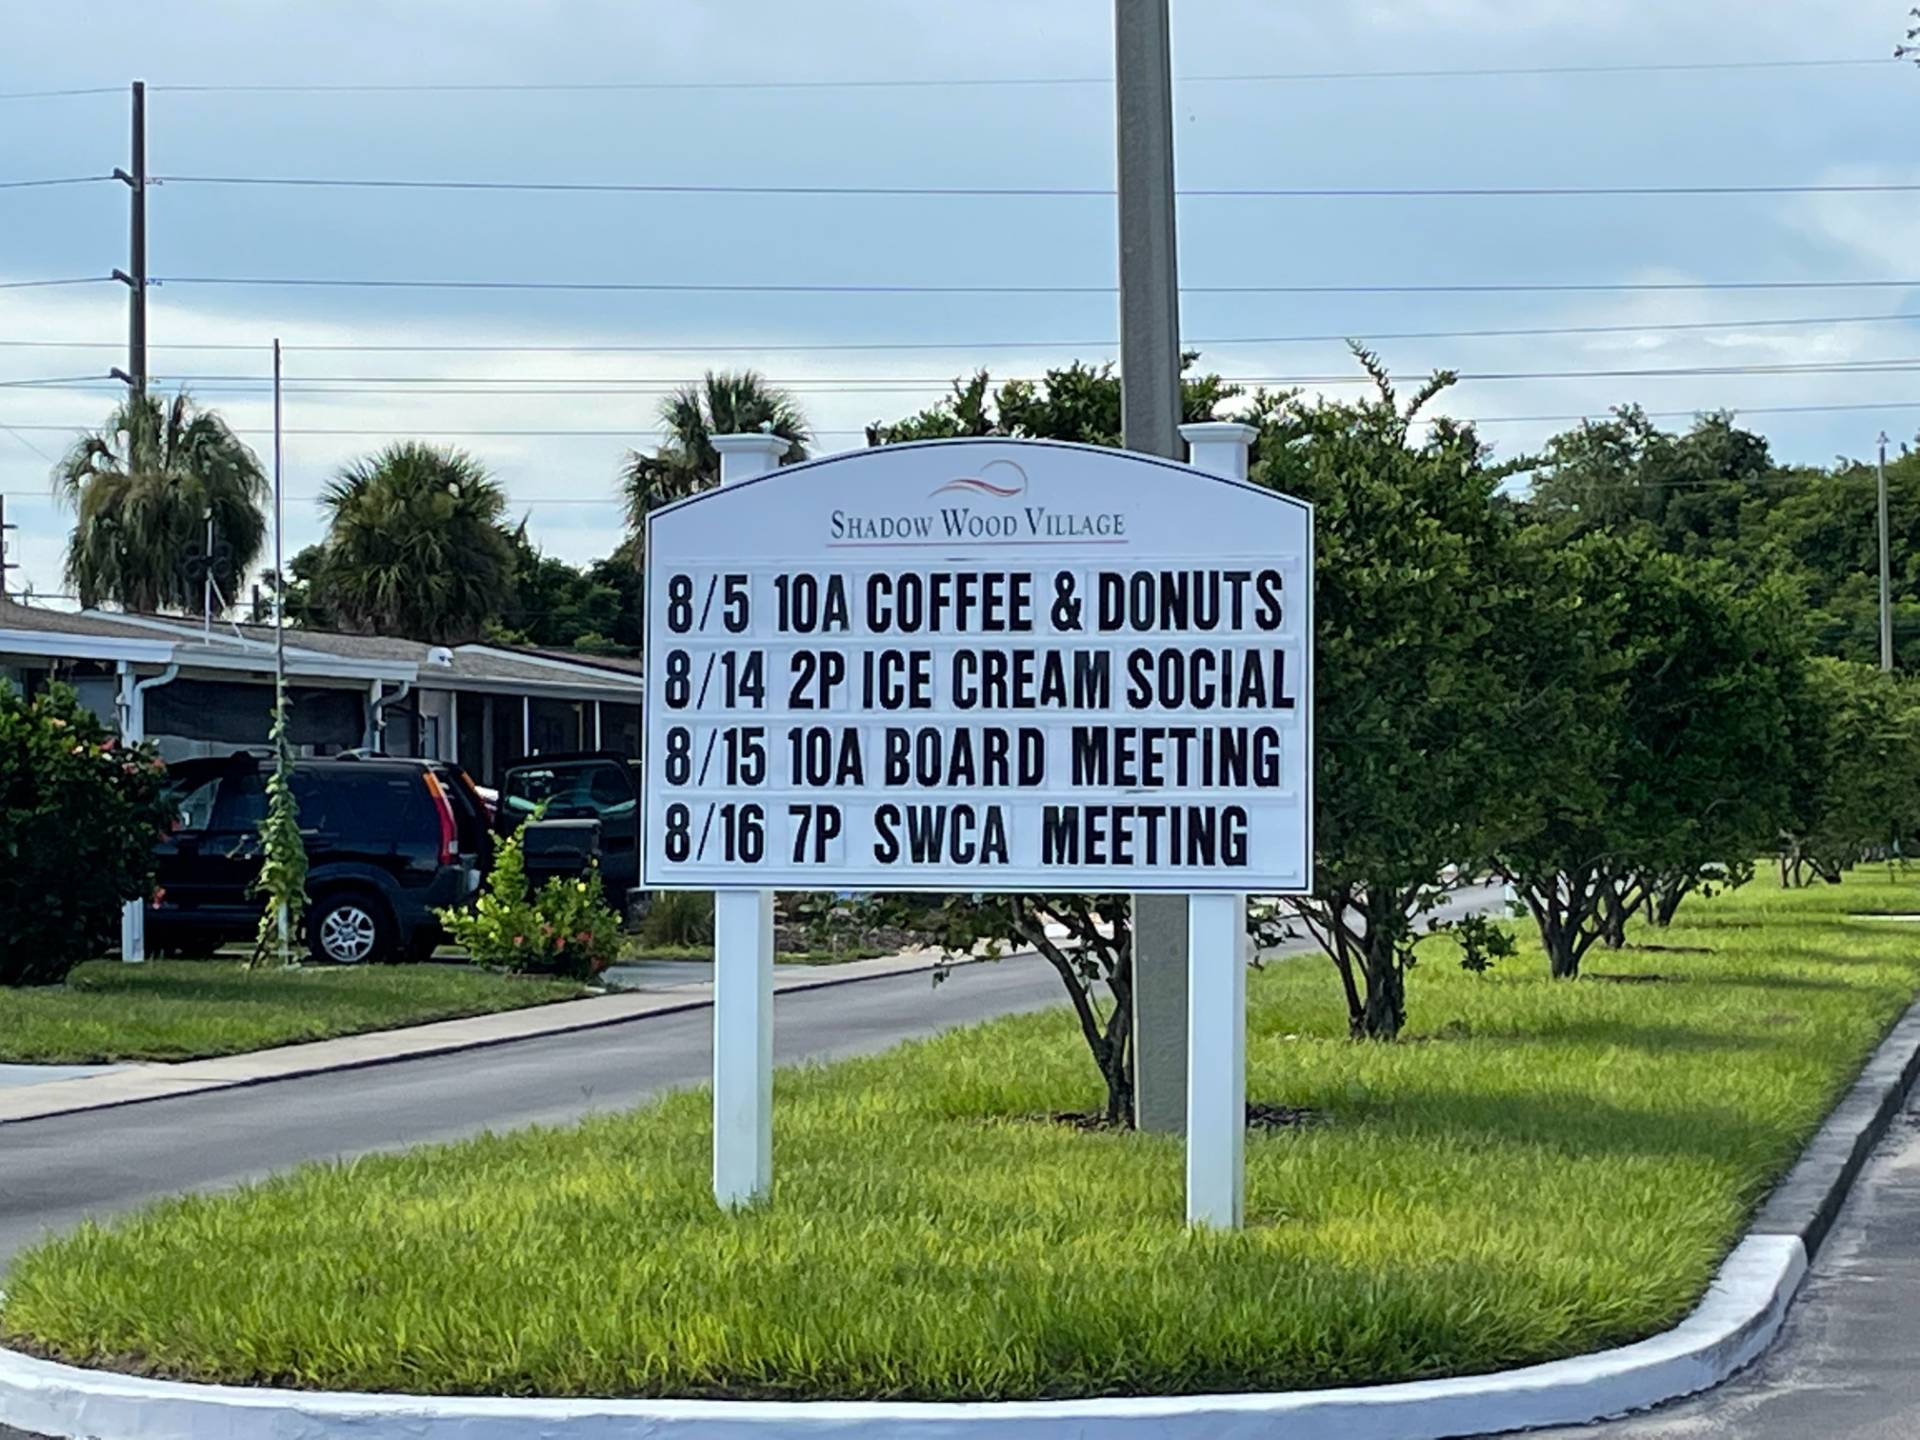 SHADOW WOOD VILLAGE
8/5 10A COFFEE & DONUTS
8/14 2P ICE CREAM SOCIAL
8/15 10A BOARD MEETING
8/16 7P SWCA MEETING